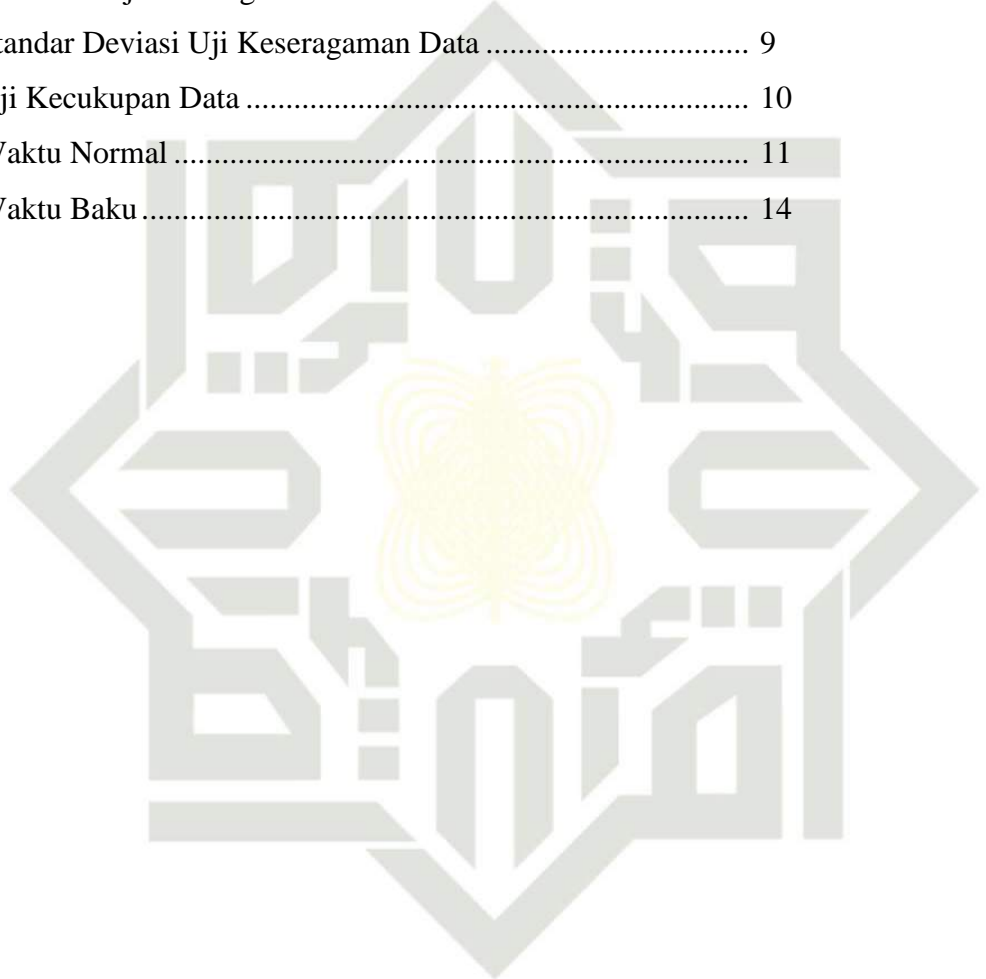 tandar Deviasi Uji Keseragaman Data ................................. 9
ji Kecukupan Data ............................................................... 10
Vaktu Normal ........................................................................ 11
Vaktu Baku ............................................................................ 14